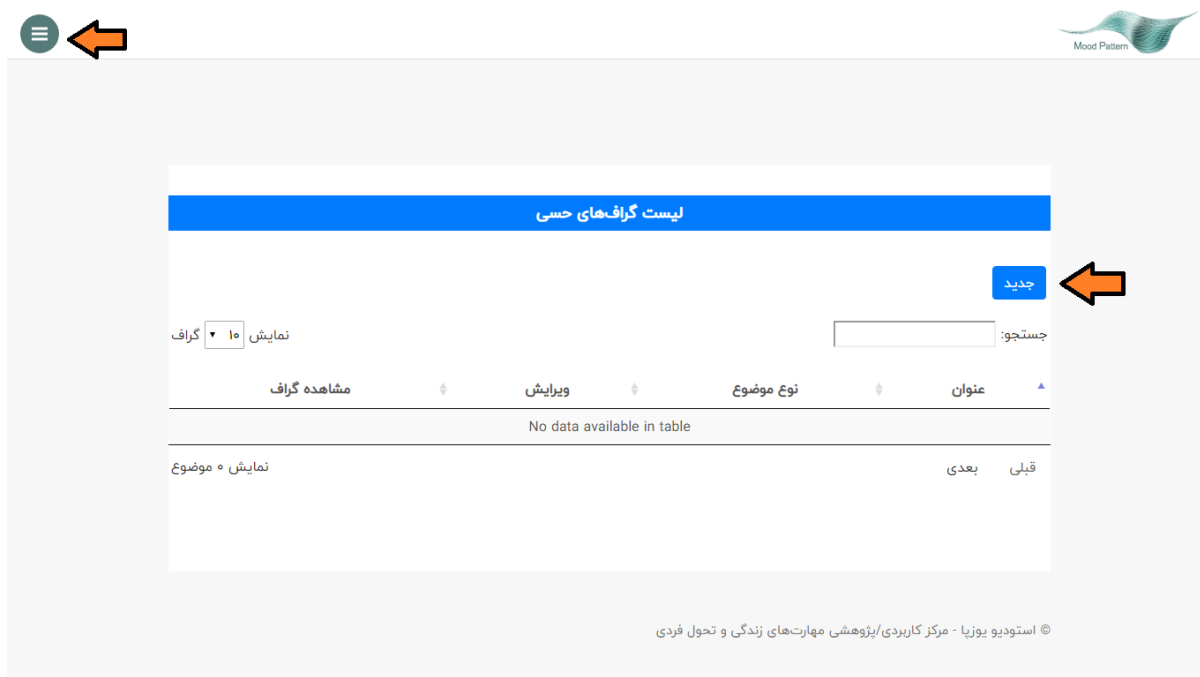 Mood Pattern
لیست گراف‌های حسی
جدید
جستجو:
نمایش ۱۰ گراف
عنوان نوع موضوع ویرایش مشاهده گراف
No data available in table
قبلی بعدی
نمایش ۰ موضوع
© استودیو یوزپا - مرکز کاربردی/پژوهشی مهارت‌های زندگی و تحول فردی